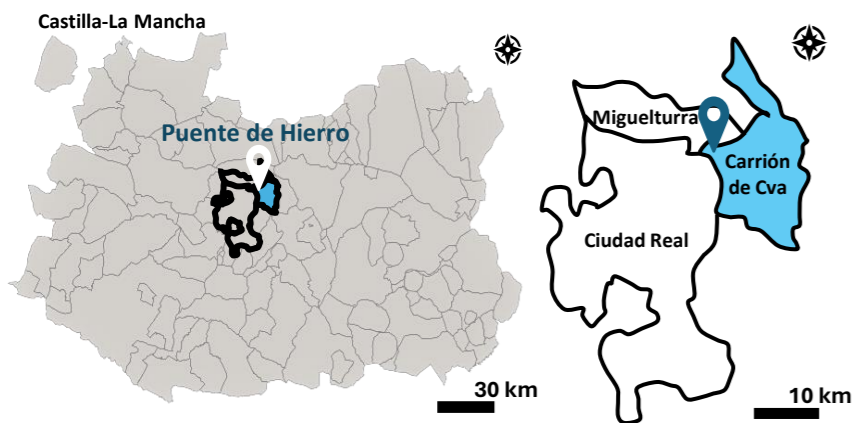 Castilla-La Mancha
Puente de Hierro
30 km
Miguelturra
Carrión
de Cva
Ciudad Real
10 km